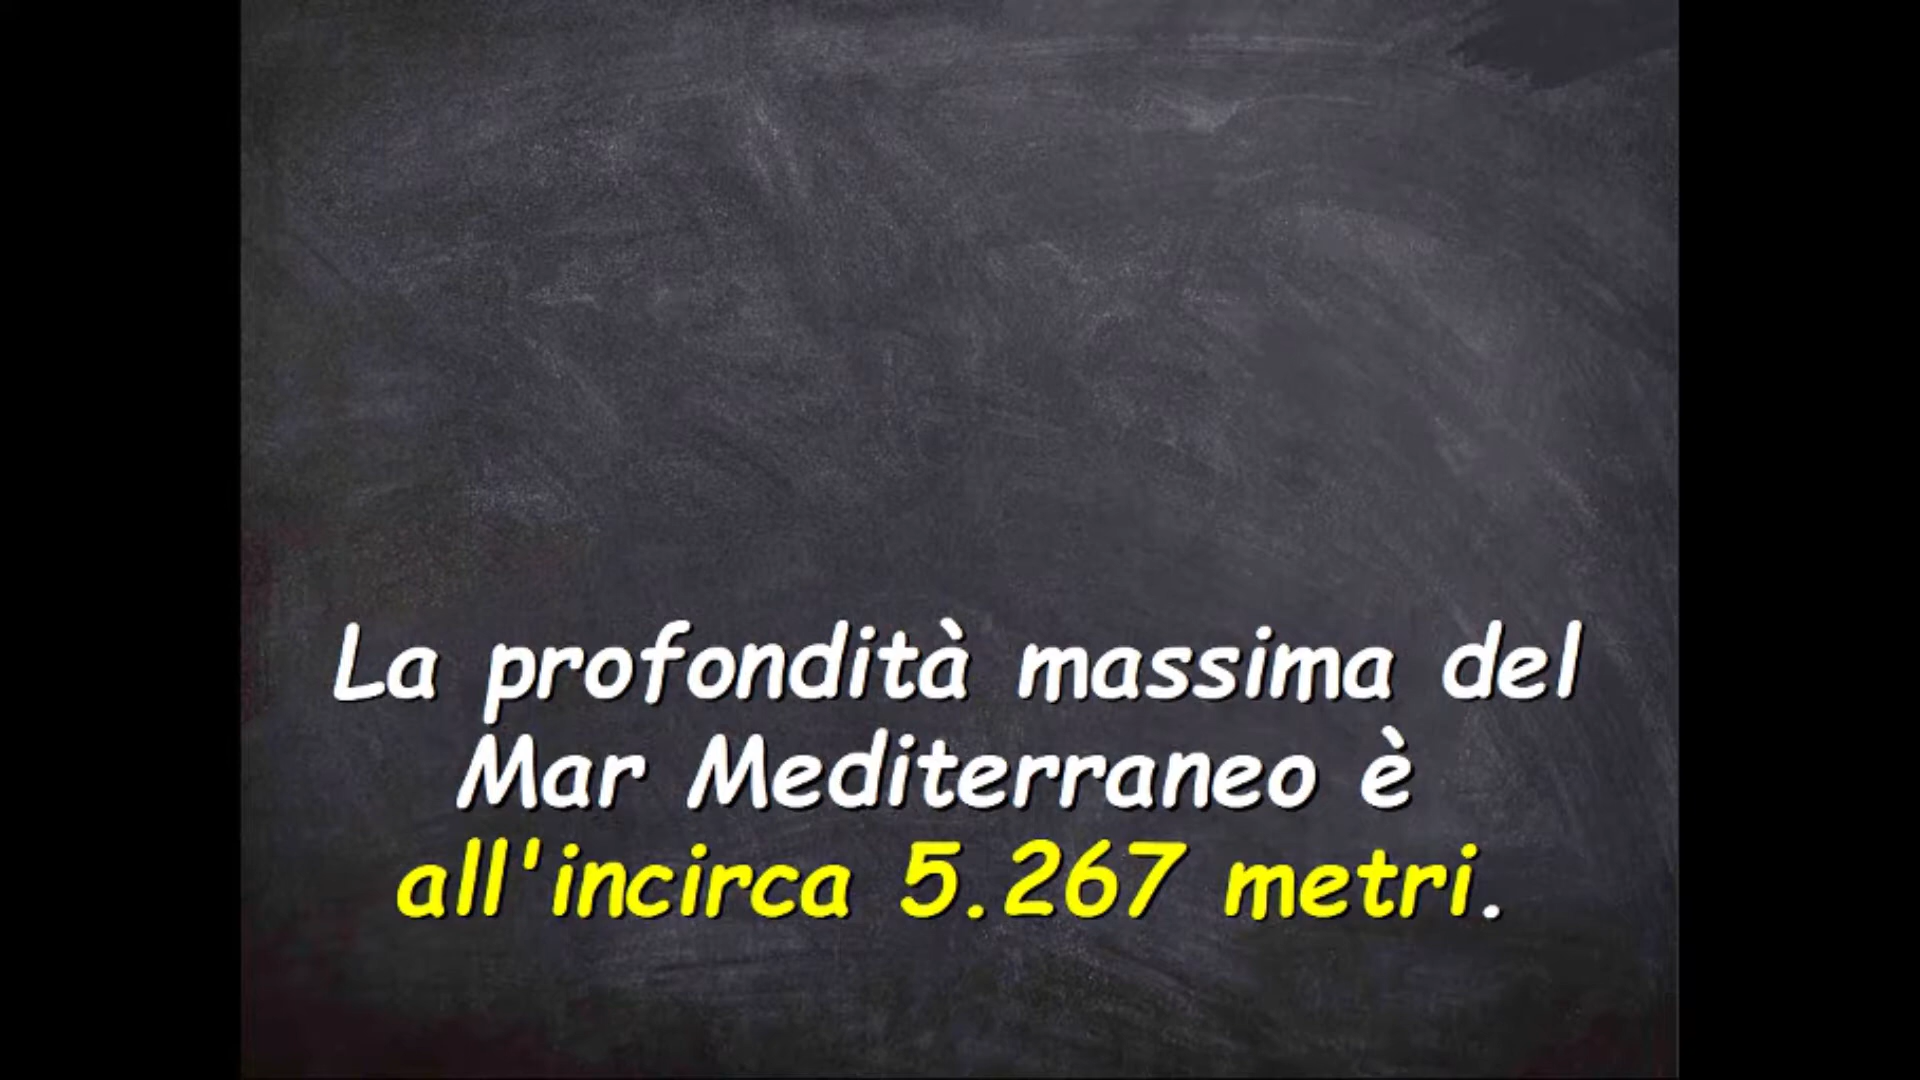 La profondità massima del
Mar Mediterraneo è
all'incirca 5.267 metri.